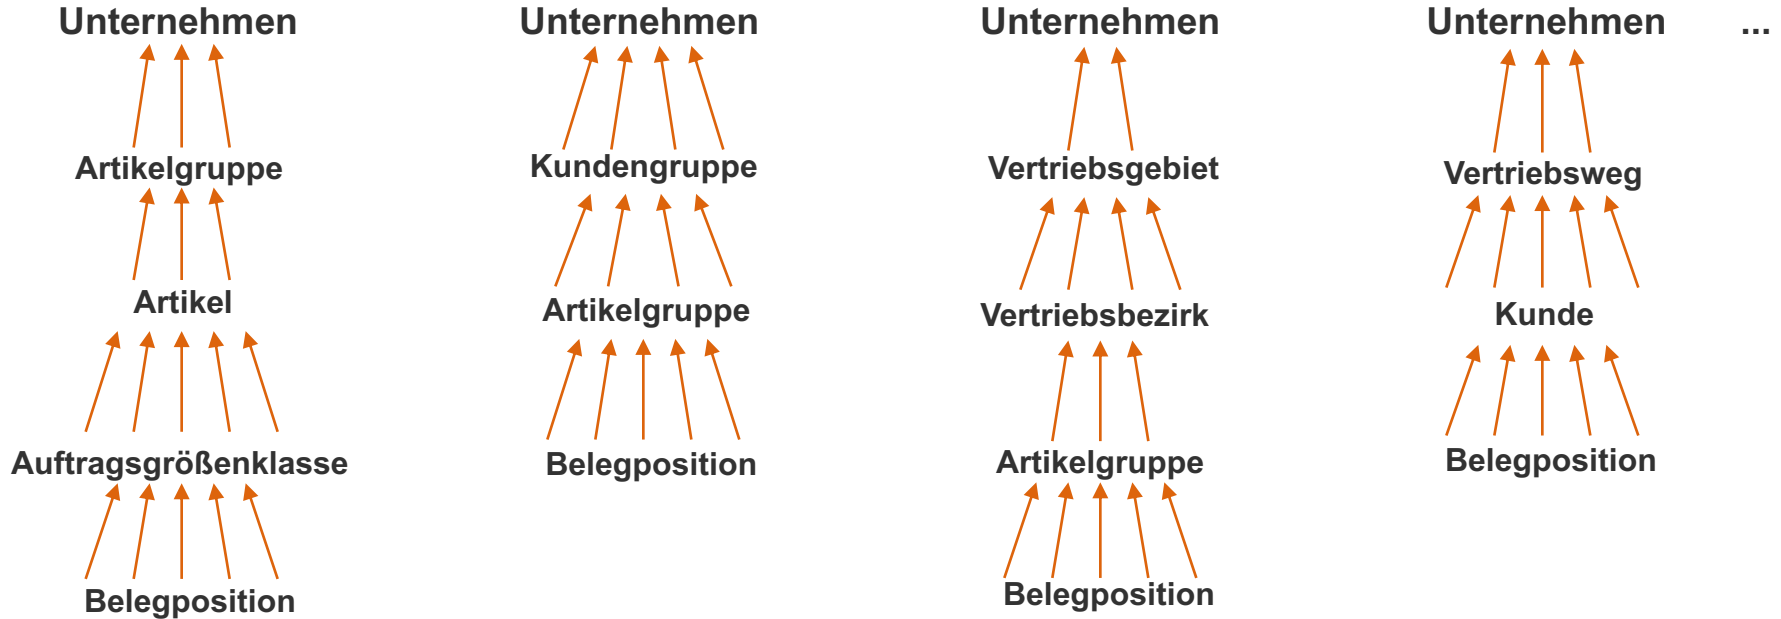 Unternehmen Unternehmen Unternehmen Unternehmen ...
Artikelgruppe Kundengruppe Vertriebsgebiet Vertriebsweg
Artikel Artikelgruppe Vertriebsbezirk Kunde
Auftragsgrößenklasse Belegposition Artikelgruppe Belegposition
Belegposition Belegposition